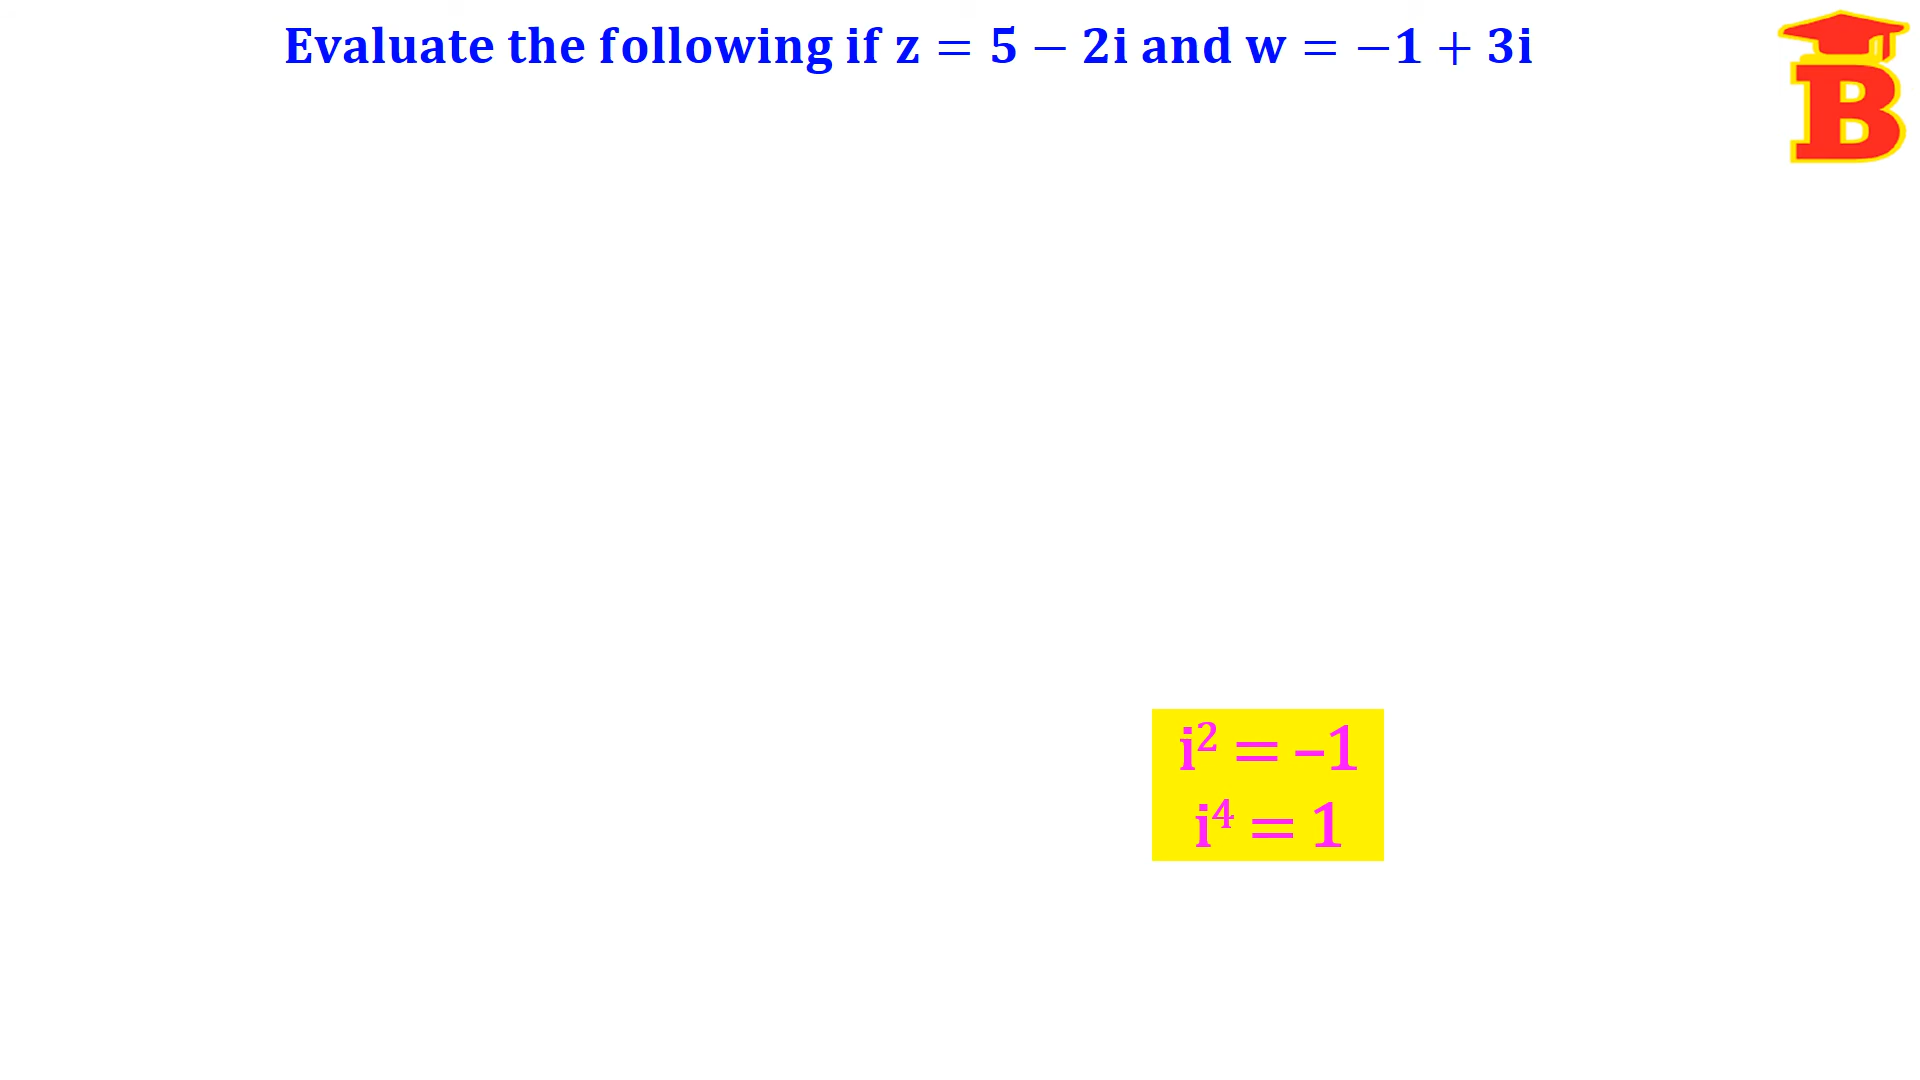 Evaluate the following if z = 5 − 2i and w = −1 + 3i
B
i² = –1
i⁴ = 1